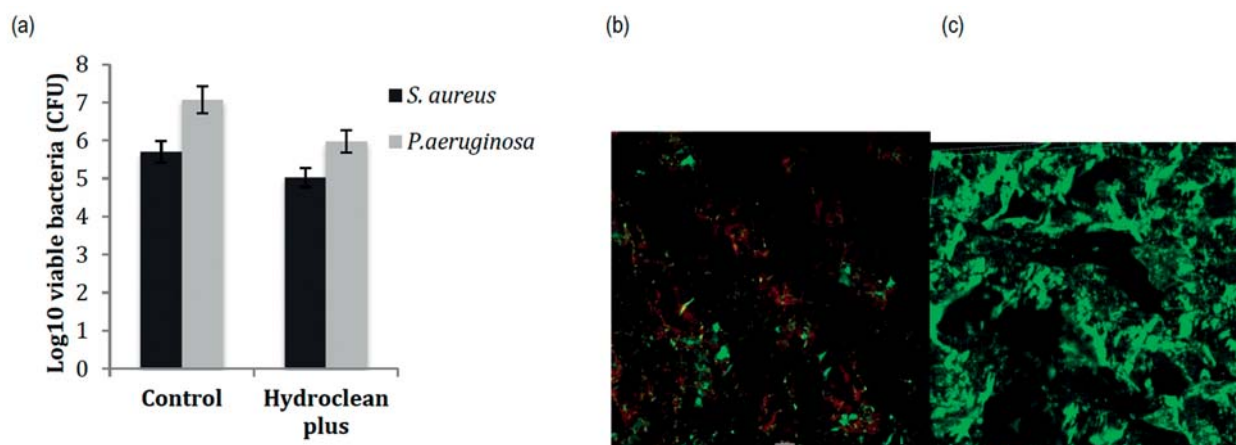 (a)
(b)
(c)
Log10 viable bacteria (CFU)
8
7
6
5
4
3
2
1
0
S. aureus
P.aeruginosa
Control
Hydroclean
plus